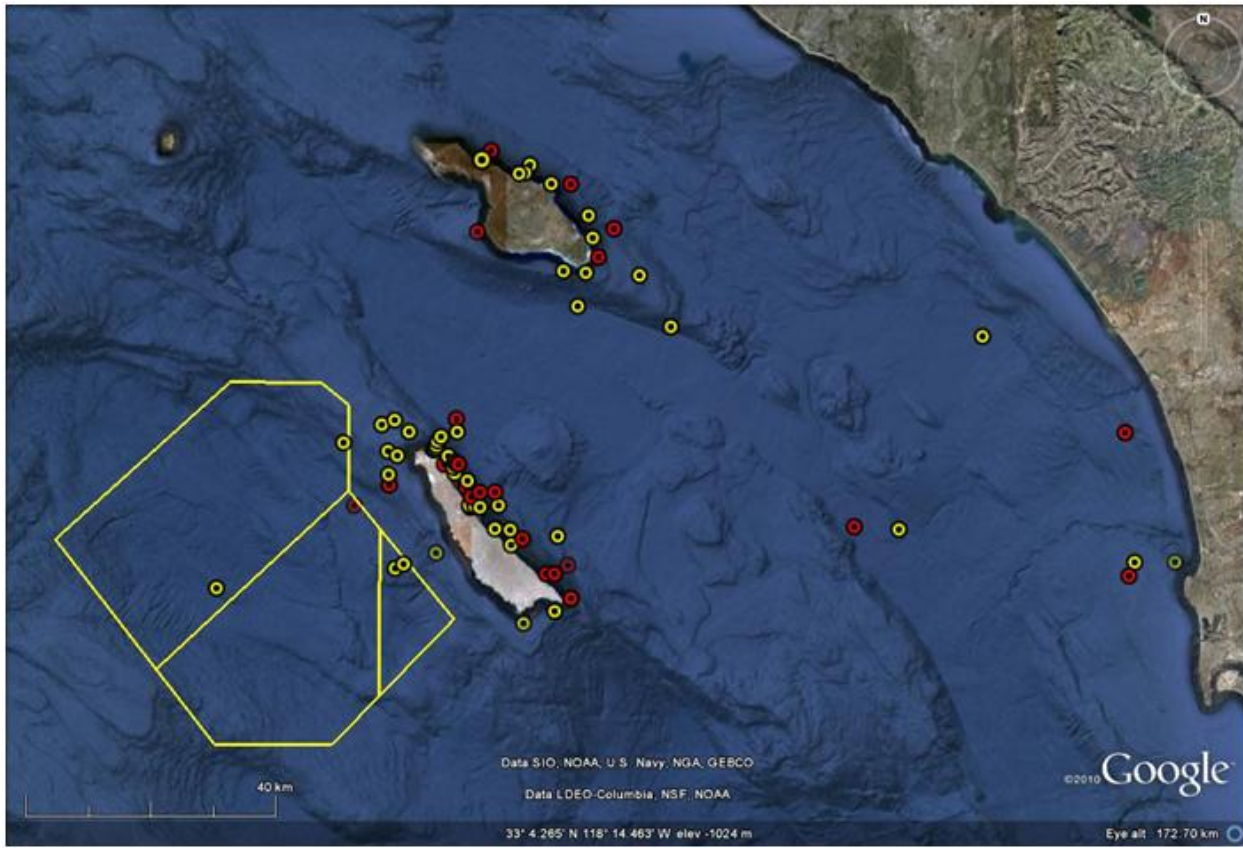 N
40 km
Data SIO, NOAA, U.S. Navy, NGA, GEBCO
Data LDEO-Columbia, NSF, NOAA
©2010 Google
33° 4.265' N 118° 14.463' W elev -1024 m
Eye alt 172.70 km